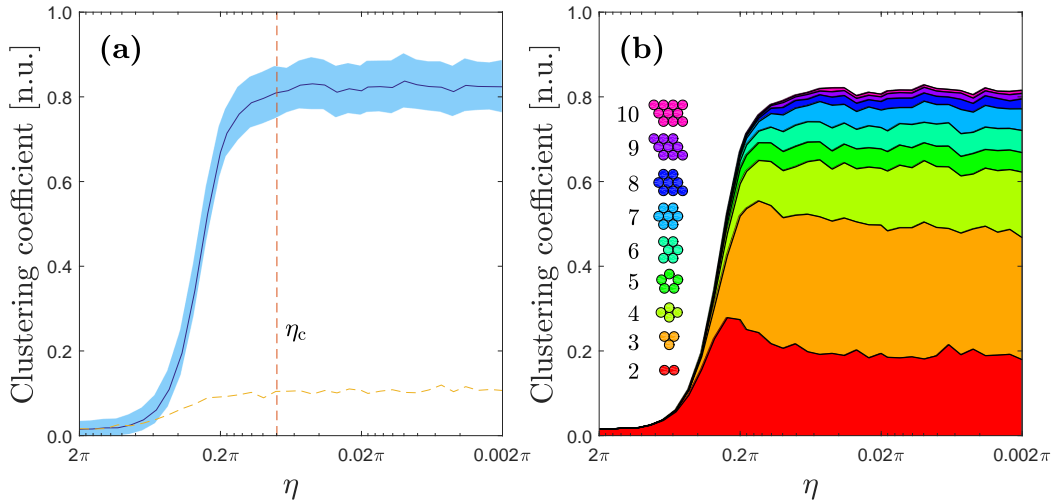 (a)
Clustering coefficient [n.u.]
1.0
0.8
0.6
0.4
0.2
0.0
η_c
2π
0.2π
0.02π
0.002π
η
(b)
Clustering coefficient [n.u.]
1.0
0.8
0.6
0.4
0.2
0.0
10
9
8
7
6
5
4
3
2
2π
0.2π
0.02π
0.002π
η